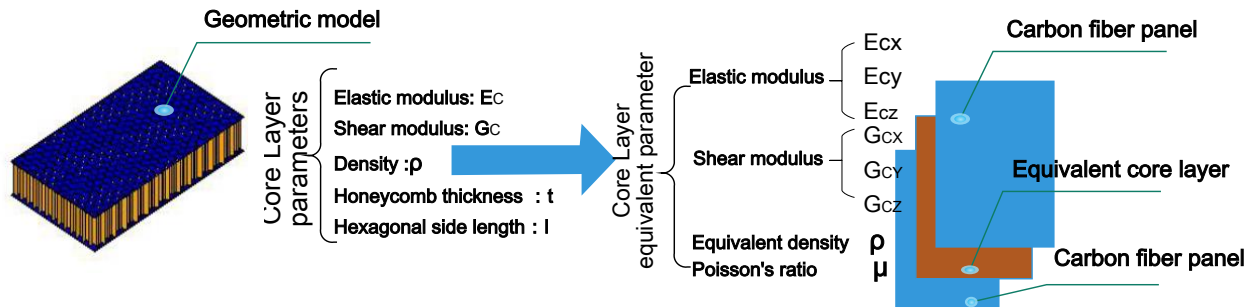 Geometric model
Core Layer
parameters
Elastic modulus: EC
Shear modulus: GC
Density :ρ
Honeycomb thickness : t
Hexagonal side length : l
Core Layer
equivalent parameter
Elastic modulus
Ecx
Ecy
Ecz
Shear modulus
GCX
GCY
GCZ
Equivalent density ρ
Poisson's ratio μ
Carbon fiber panel
Equivalent core layer
Carbon fiber panel